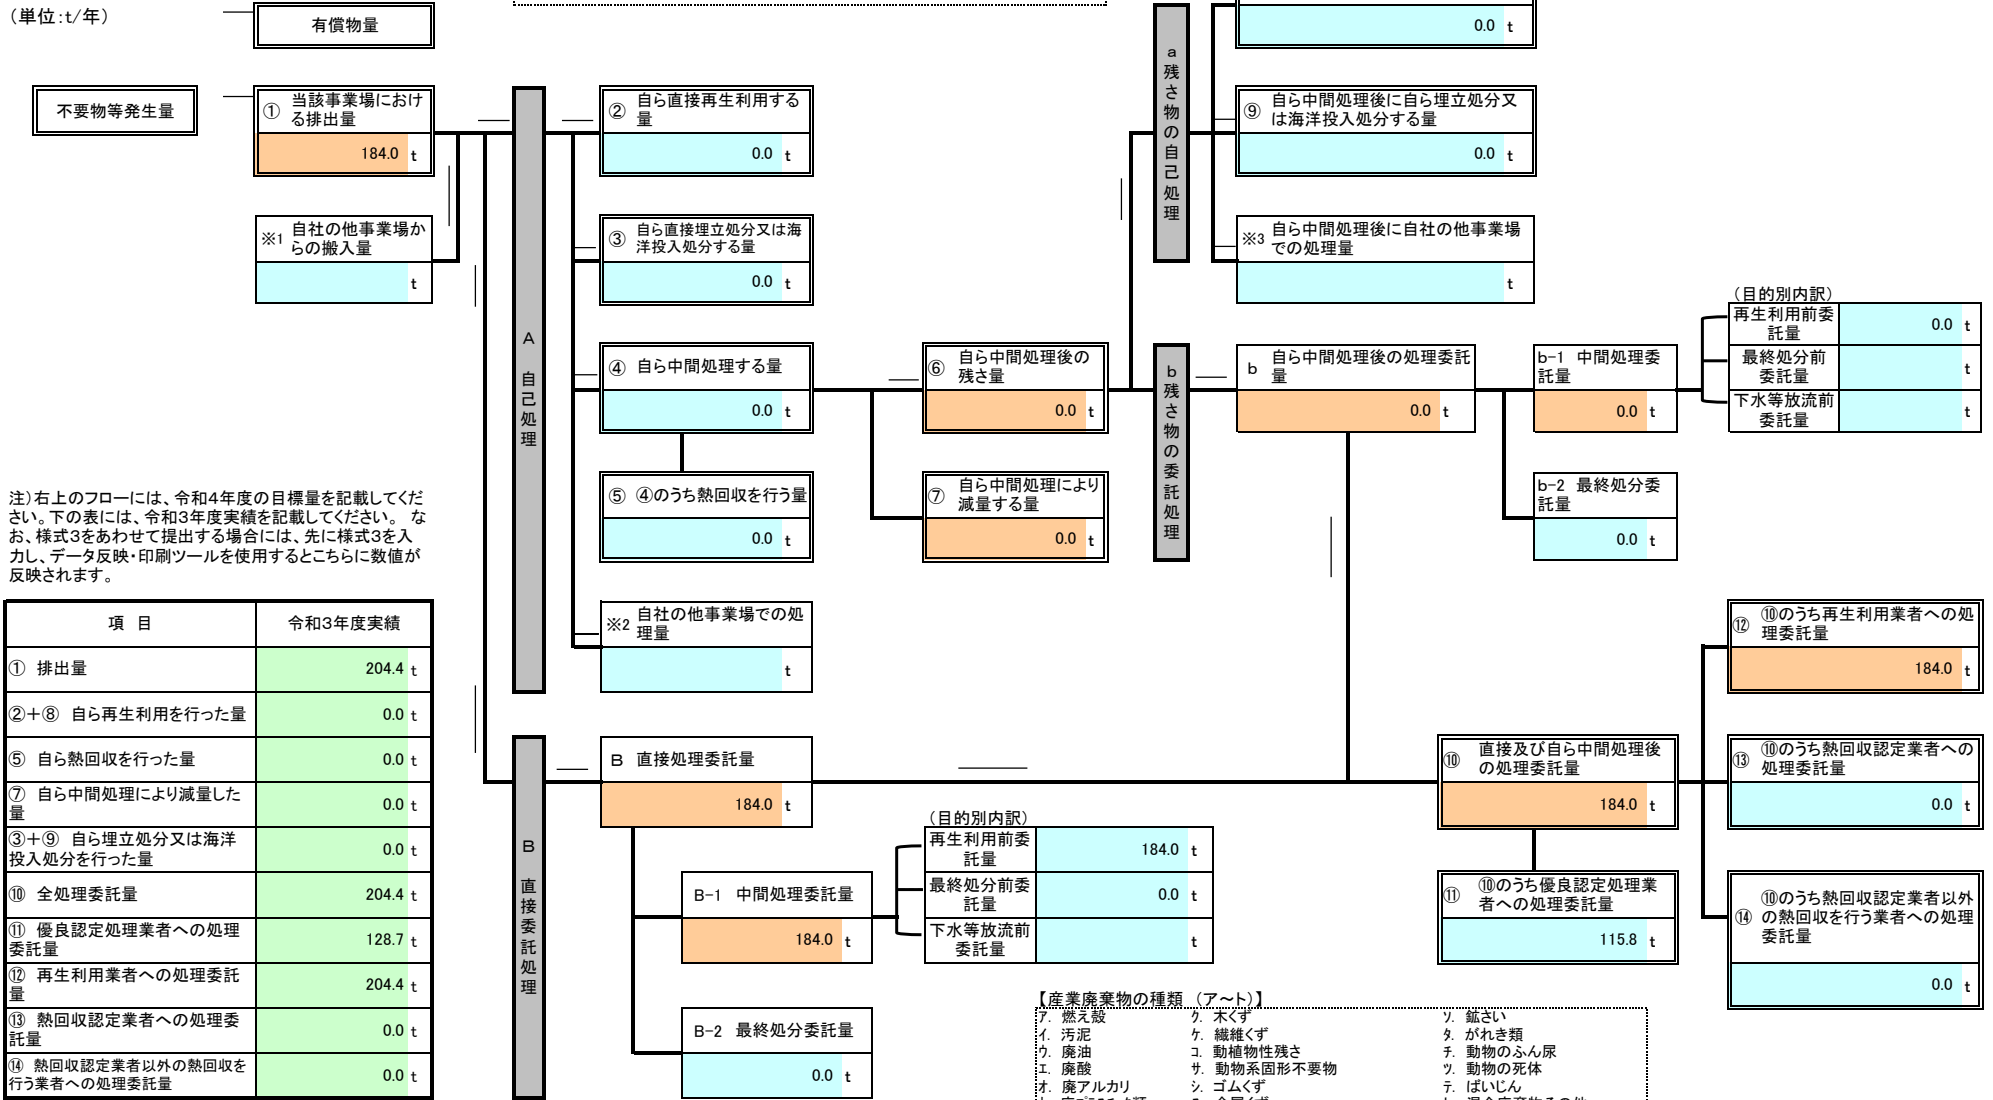 （単位：t/年）
有償物量
0.0 t
不要物等発生量
① 当該事業場におけ
る排出量
184.0 t
※1 自社の他事業場か
らの搬入量
t
A 自己処理
② 自ら直接再生利用する
量
0.0 t
③ 自ら直接埋立処分又は海
洋投入処分する量
0.0 t
④ 自ら中間処理する量
0.0 t
⑤ ④のうち熱回収を行う量
0.0 t
※2 自社の他事業場での処
理量
t
⑥ 自ら中間処理後の
残さ量
0.0 t
⑦ 自ら中間処理により
減量する量
0.0 t
a 残さ物の自己処理
⑨ 自ら中間処理後に自ら埋立処分又
は海洋投入処分する量
0.0 t
※3 自ら中間処理後に自社の他事業場
での処理量
t
b 残さ物の委託処理
b 自ら中間処理後の処理委託
量
0.0 t
b-1 中間処理委
託量
0.0 t
b-2 最終処分委
託量
0.0 t
（目的別内訳）
再生利用前委
託量
0.0 t
最終処分前
委託量
t
下水等放流前
委託量
t
注）右上のフローには、令和４年度の目標量を記載してくだ
さい。下の表には、令和３年度実績を記載してください。 な
お、様式３をあわせて提出する場合には、先に様式３を入
力し、データ反映・印刷ツールを使用するとこちらに数値が
反映されます。
項 目 令和３年度実績
① 排出量 204.4 t
②＋⑧ 自ら再生利用を行った量 0.0 t
⑤ 自ら熱回収を行った量 0.0 t
⑦ 自ら中間処理により減量した
量 0.0 t
③＋⑨ 自ら埋立処分又は海洋
投入処分を行った量 0.0 t
⑩ 全処理委託量 204.4 t
⑪ 優良認定処理業者への処理
委託量 128.7 t
⑫ 再生利用業者への処理委託
量 204.4 t
⑬ 熱回収認定業者への処理委
託量 0.0 t
⑭ 熱回収認定業者以外の熱回収を
行う業者への処理委託量 0.0 t
B 直接委託処理
B 直接処理委託量
184.0 t
B-1 中間処理委託量
184.0 t
B-2 最終処分委託量
0.0 t
（目的別内訳）
再生利用前委
託量
184.0 t
最終処分前委
託量
0.0 t
下水等放流前
委託量
t
⑩ 直接及び自ら中間処理後
の処理委託量
184.0 t
⑪ ⑩のうち優良認定処理業
者への処理委託量
115.8 t
⑫ ⑩のうち再生利用業者への処
理委託量
184.0 t
⑬ ⑩のうち熱回収認定業者への
処理委託量
0.0 t
⑭ ⑩のうち熱回収認定業者以外
の熱回収を行う業者への処理
委託量
0.0 t
【産業廃棄物の種類 （ア～ト）】
ｱ. 燃え殻 ｸ. 木くず ｿ. 鉱さい
ｲ. 汚泥 ｹ. 繊維くず ﾀ. がれき類
ｳ. 廃油 ｺ. 動植物性残さ ﾁ. 動物のふん尿
ｴ. 廃酸 ｻ. 動物系固形不要物 ﾂ. 動物の死体
ｵ. 廃アルカリ ｼ. ゴムくず ﾃ. ばいじん